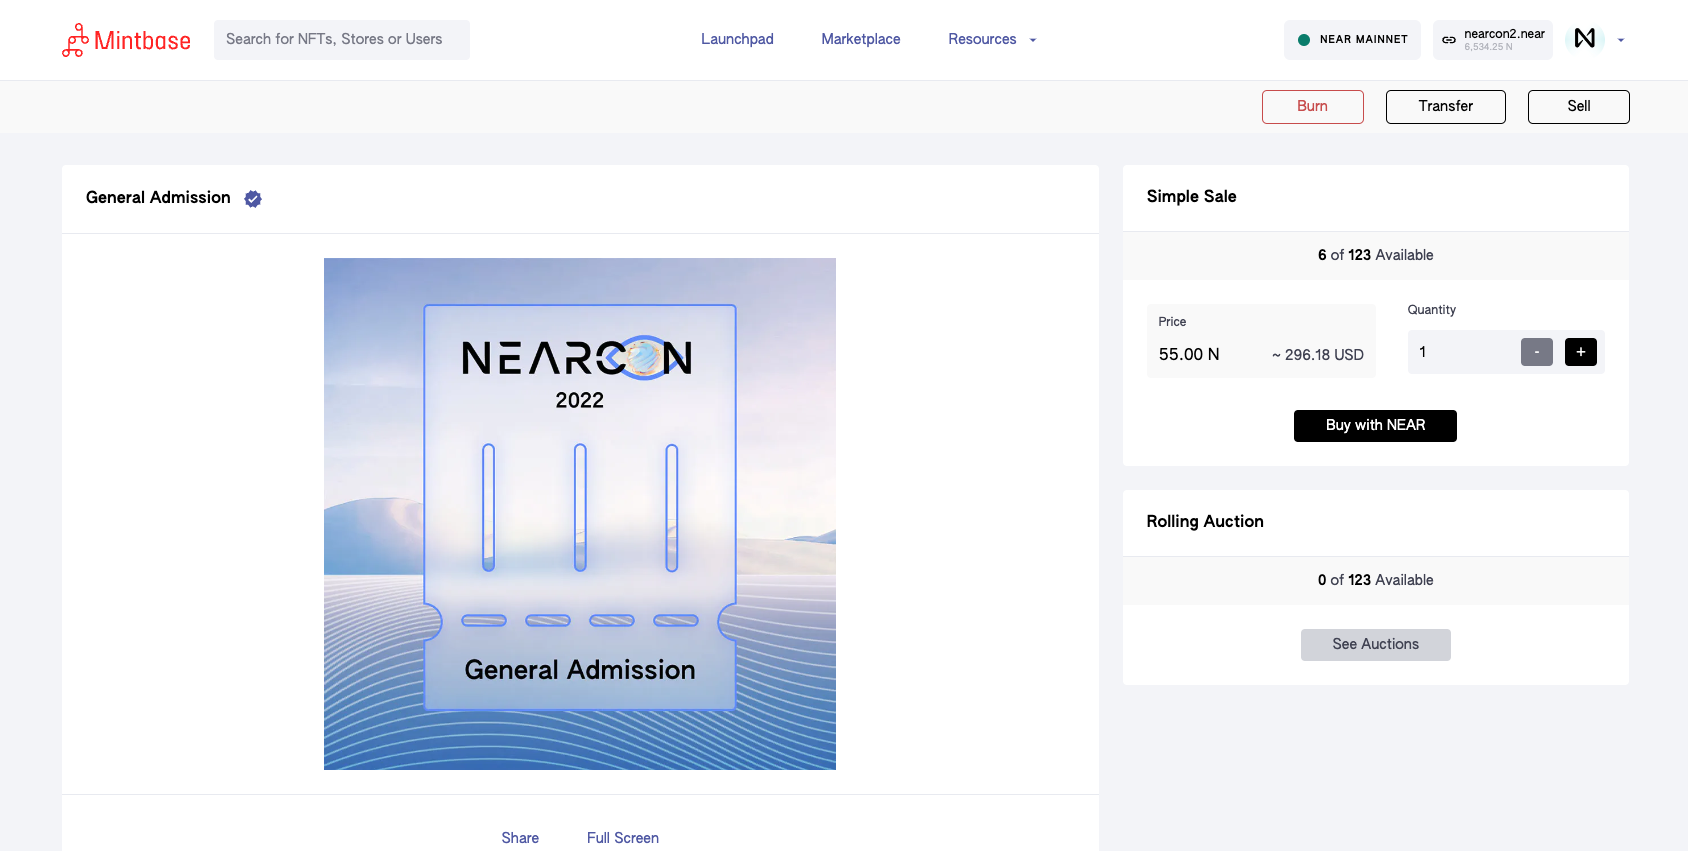 Mintbase
Search for NFTs, Stores or Users
Launchpad
Marketplace
Resources
NEAR MAINNET
nearcon2.near
6,534.25 N
Burn
Transfer
Sell
General Admission
NEARCON
2022
General Admission
Share
Full Screen
Simple Sale
6 of 123 Available
Price
55.00 N
~ 296.18 USD
Quantity
1
-
+
Buy with NEAR
Rolling Auction
0 of 123 Available
See Auctions